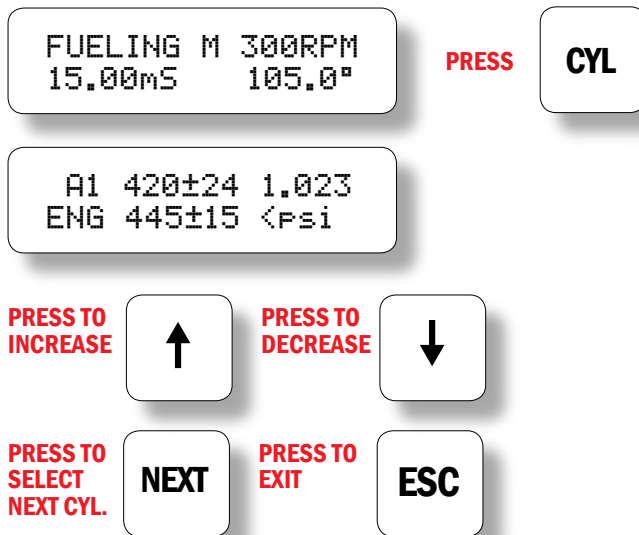 FUELING M 300RPM
15.00mS 105.0°
PRESS
CYL
A1 420±24 1.023
ENG 445±15 <psi
PRESS TO
INCREASE
↑
PRESS TO
DECREASE
↓
PRESS TO
SELECT
NEXT CYL.
NEXT
PRESS TO
EXIT
ESC